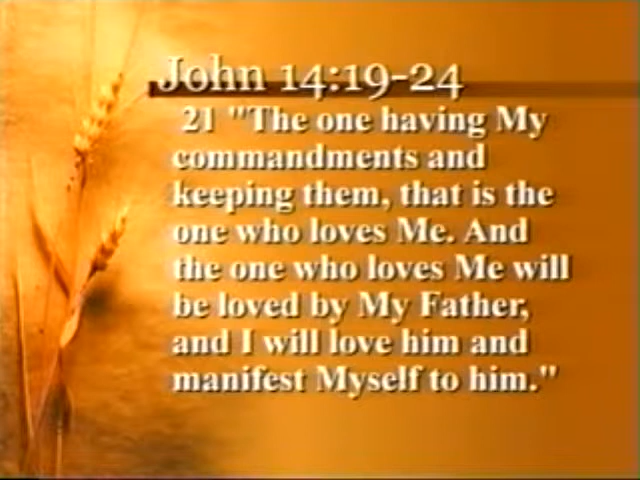 John 14:19-24
21 "The one having My
commandments and
keeping them, that is the
one who loves Me. And
the one who loves Me will
be loved by My Father,
and I will love him and
manifest Myself to him."